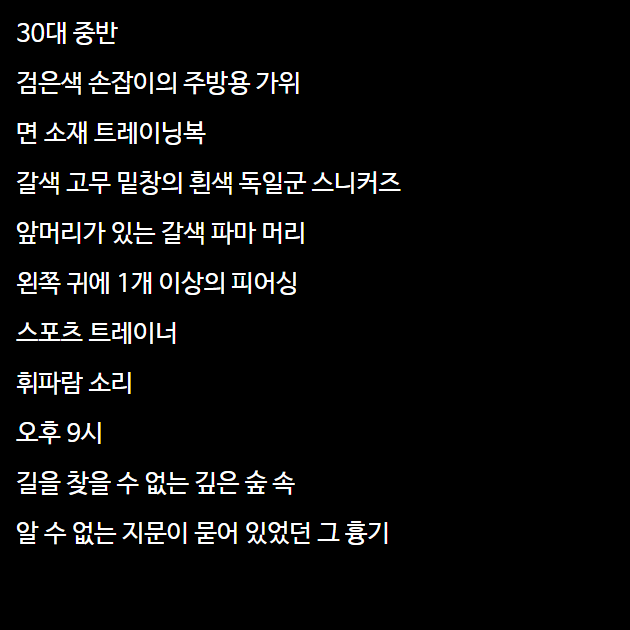 30대 중반
검은색 손잡이의 주방용 가위
면 소재 트레이닝복
갈색 고무 밑창의 흰색 독일군 스니커즈
앞머리가 있는 갈색 파마 머리
왼쪽 귀에 1개 이상의 피어싱
스포츠 트레이너
휘파람 소리
오후 9시
길을 찾을 수 없는 깊은 숲 속
알 수 없는 지문이 묻어 있었던 그 흉기